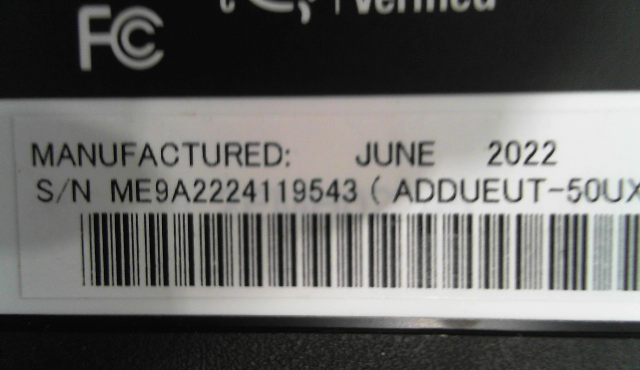 FC
Verified
MANUFACTURED: JUNE 2022
S/N ME9A2224119543 ( ADDUEUT-50UX